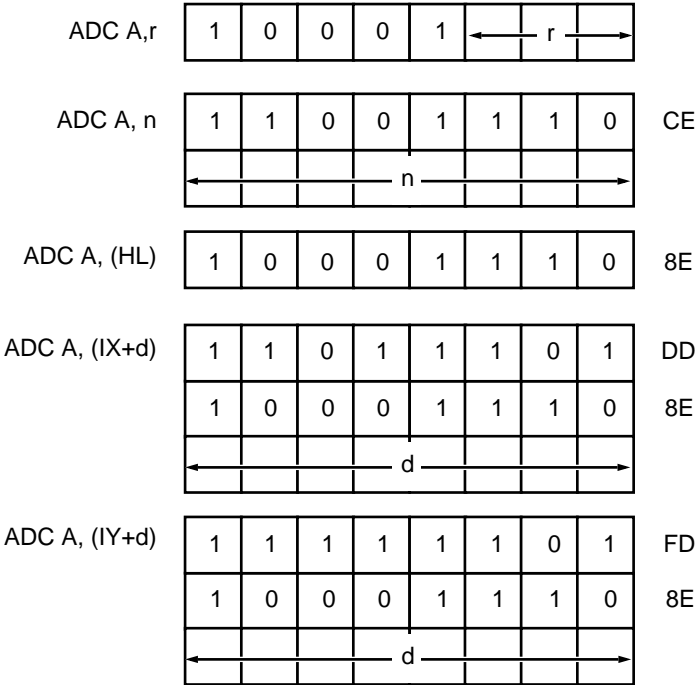 ADC A,r 1 0 0 0 1 r
ADC A, n 1 1 0 0 1 1 1 0 CE
n
ADC A, (HL) 1 0 0 0 1 1 1 0 8E
ADC A, (IX+d) 1 1 0 1 1 1 0 1 DD
1 0 0 0 1 1 1 0 8E
d
ADC A, (IY+d) 1 1 1 1 1 1 0 1 FD
1 0 0 0 1 1 1 0 8E
d